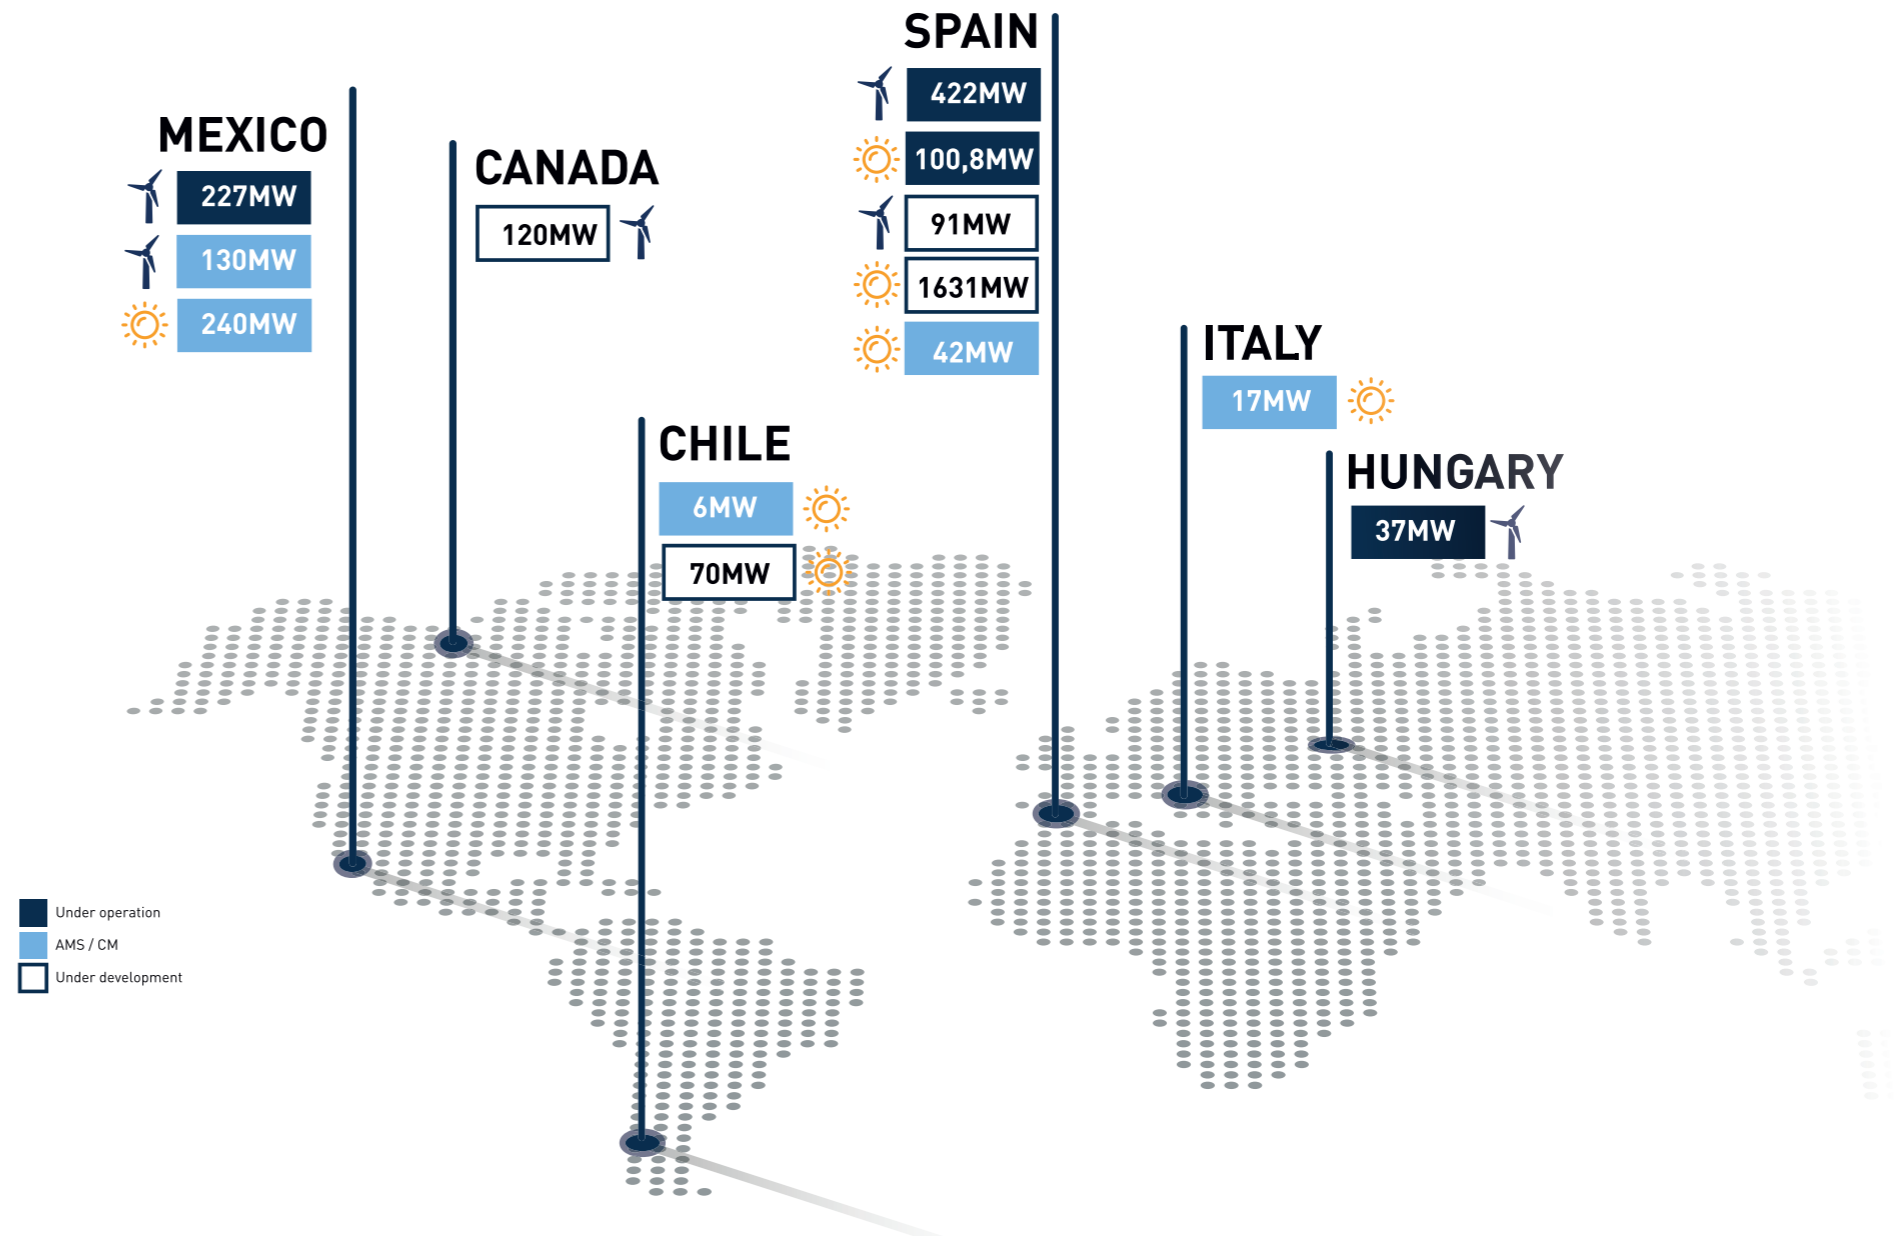 MEXICO
227MW
130MW
240MW
CANADA
120MW
CHILE
6MW
70MW
SPAIN
422MW
100,8MW
91MW
1631MW
42MW
ITALY
17MW
HUNGARY
37MW
Under operation
AMS / CM
Under development